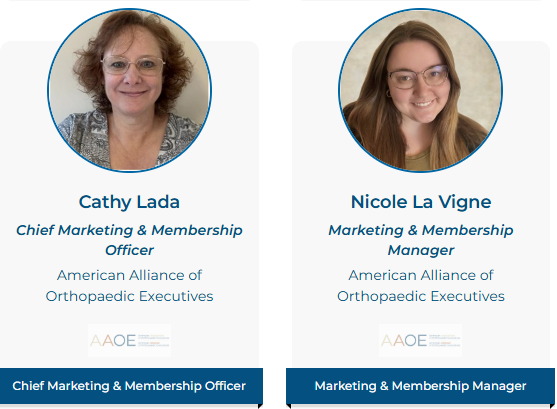 Cathy Lada
Chief Marketing & Membership
Officer
American Alliance of
Orthopaedic Executives
AAOE
Chief Marketing & Membership Officer
Nicole La Vigne
Marketing & Membership
Manager
American Alliance of
Orthopaedic Executives
AAOE
Marketing & Membership Manager